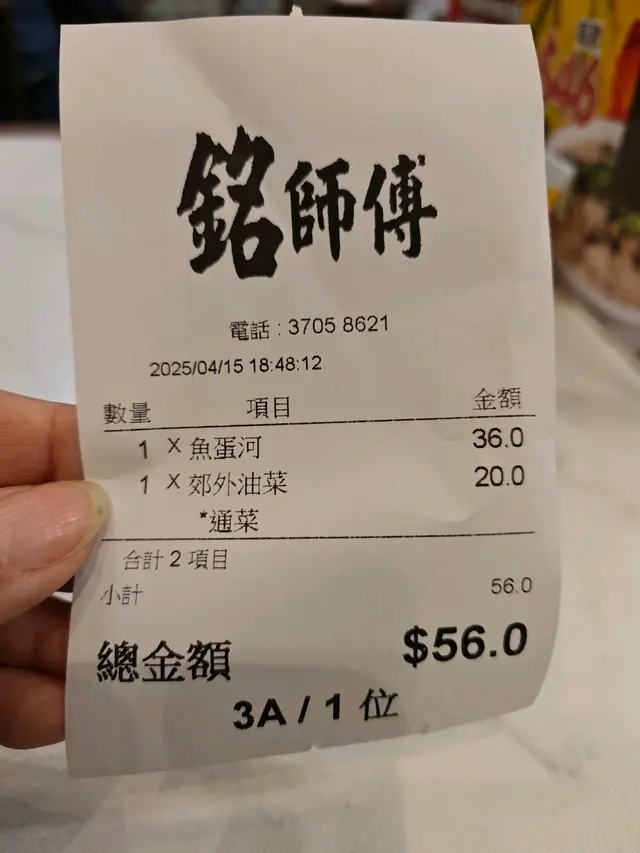 銘師傅
電話 : 3705 8621
2025/04/15 18:48:12
數量 項目 金額
1 X 魚蛋河 36.0
1 X 郊外油菜 20.0
*通菜
合計 2 項目
小計 56.0
總金額 $56.0
3A / 1 位